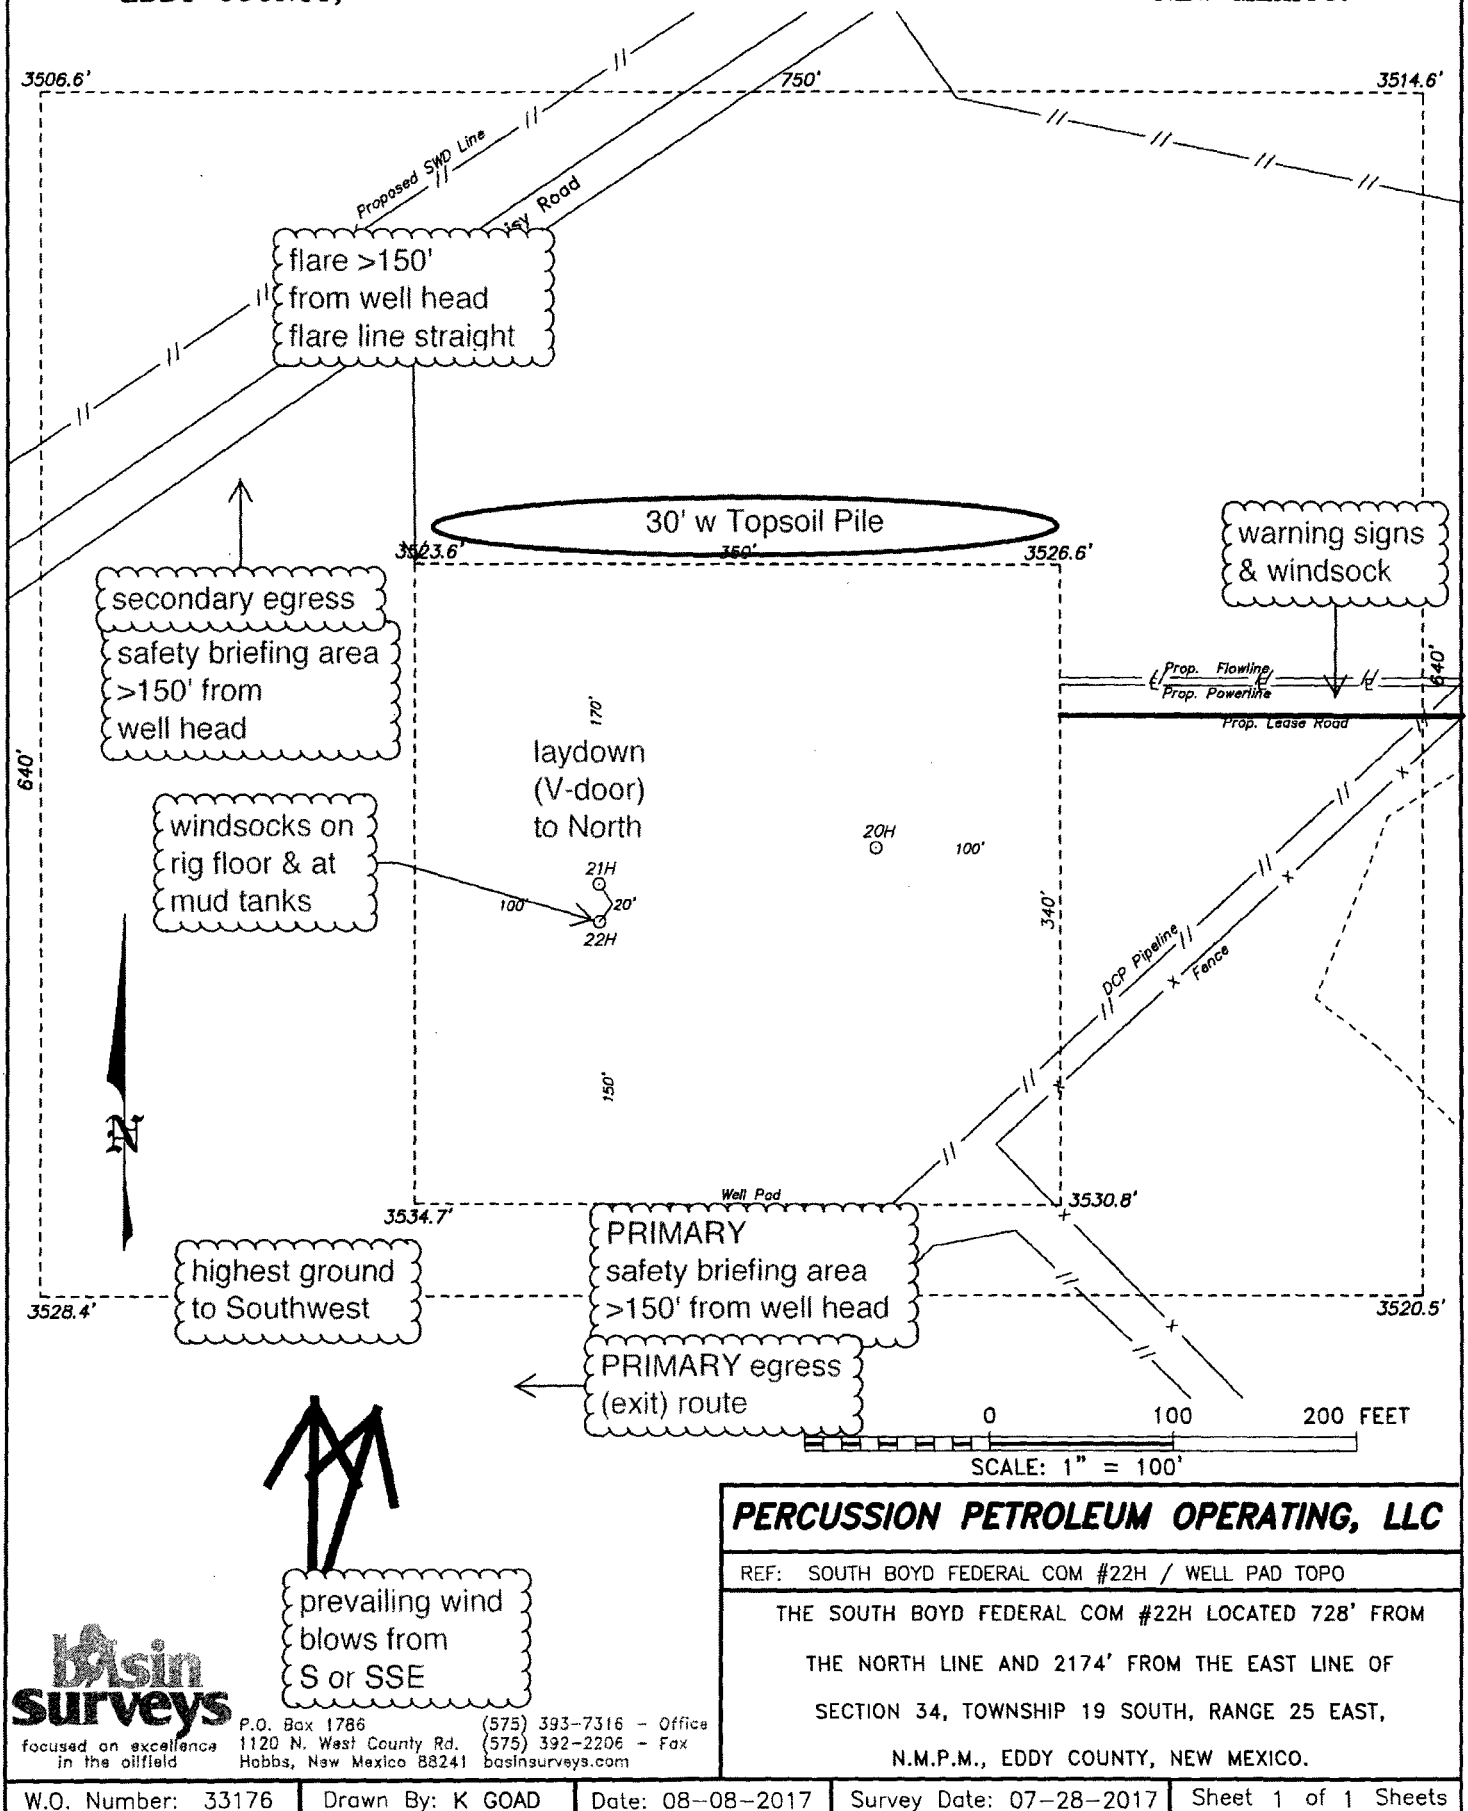 3506.6'
750'
3514.6'
Proposed SWD Line
isy Road
flare >150'
from well head
flare line straight
30' w Topsoil Pile
3523.6'
350'
3526.6'
warning signs
& windsock
secondary egress
safety briefing area
>150' from
well head
Prop. Flowline
Prop. Powerline
Prop. Lease Road
640'
640'
170'
laydown
(V-door)
to North
windsocks on
rig floor & at
mud tanks
20H
100'
21H
100'
20'
22H
340'
DCP Pipeline
Fence
150'
N
Well Pad
3534.7'
3530.8'
highest ground
to Southwest
PRIMARY
safety briefing area
>150' from well head
3528.4'
3520.5'
PRIMARY egress
(exit) route
0 100 200 FEET
SCALE: 1" = 100'
prevailing wind
blows from
S or SSE
PERCUSSION PETROLEUM OPERATING, LLC
REF: SOUTH BOYD FEDERAL COM #22H / WELL PAD TOPO
THE SOUTH BOYD FEDERAL COM #22H LOCATED 728' FROM
THE NORTH LINE AND 2174' FROM THE EAST LINE OF
SECTION 34, TOWNSHIP 19 SOUTH, RANGE 25 EAST,
N.M.P.M., EDDY COUNTY, NEW MEXICO.
basin
surveys
focused on excellence
in the oilfield
P.O. Box 1786
1120 N. West County Rd.
Hobbs, New Mexico 88241
(575) 393-7316 - Office
(575) 392-2206 - Fax
basinsurveys.com
W.O. Number: 33176
Drawn By: K GOAD
Date: 08-08-2017
Survey Date: 07-28-2017
Sheet 1 of 1 Sheets